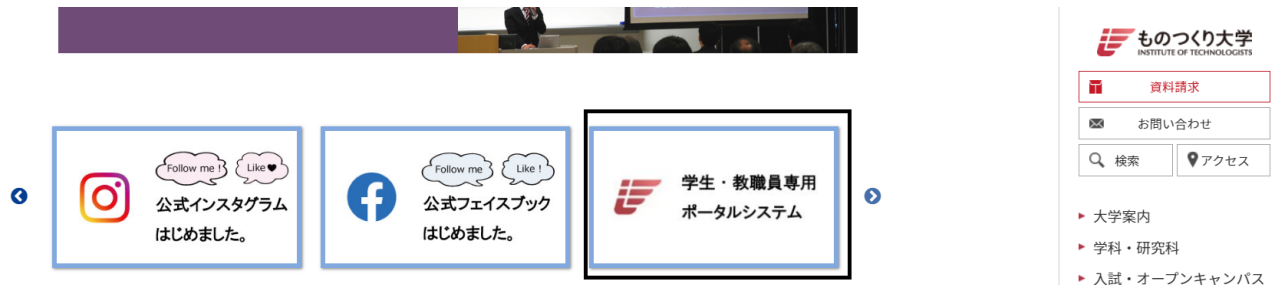 Follow me !
Like♥
公式インスタグラム
はじめました。
Follow me
Like !
公式フェイスブック
はじめました。
学生・教職員専用
ポータルシステム
ものつくり大学
INSTITUTE OF TECHNOLOGISTS
資料請求
お問い合わせ
検索
アクセス
大学案内
学科・研究科
入試・オープンキャンパス